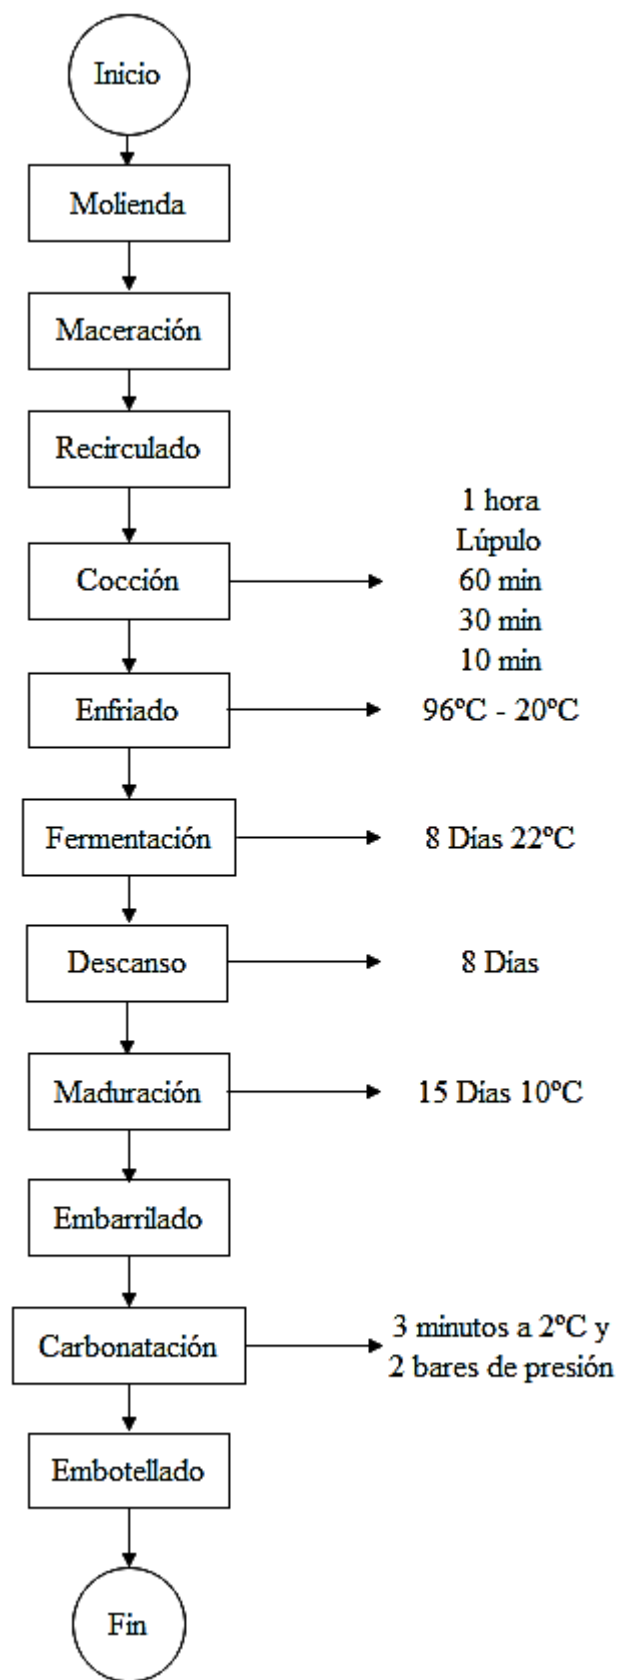 Inicio
Molienda
Maceración
Recirculado
1 hora
Lúpulo
Cocción
60 min
30 min
10 min
Enfriado
96ºC - 20ºC
Fermentación
8 Días 22ºC
Descanso
8 Días
Maduración
15 Días 10ºC
Embarrilado
Carbonatación
3 minutos a 2ºC y
2 bares de presión
Embotellado
Fin